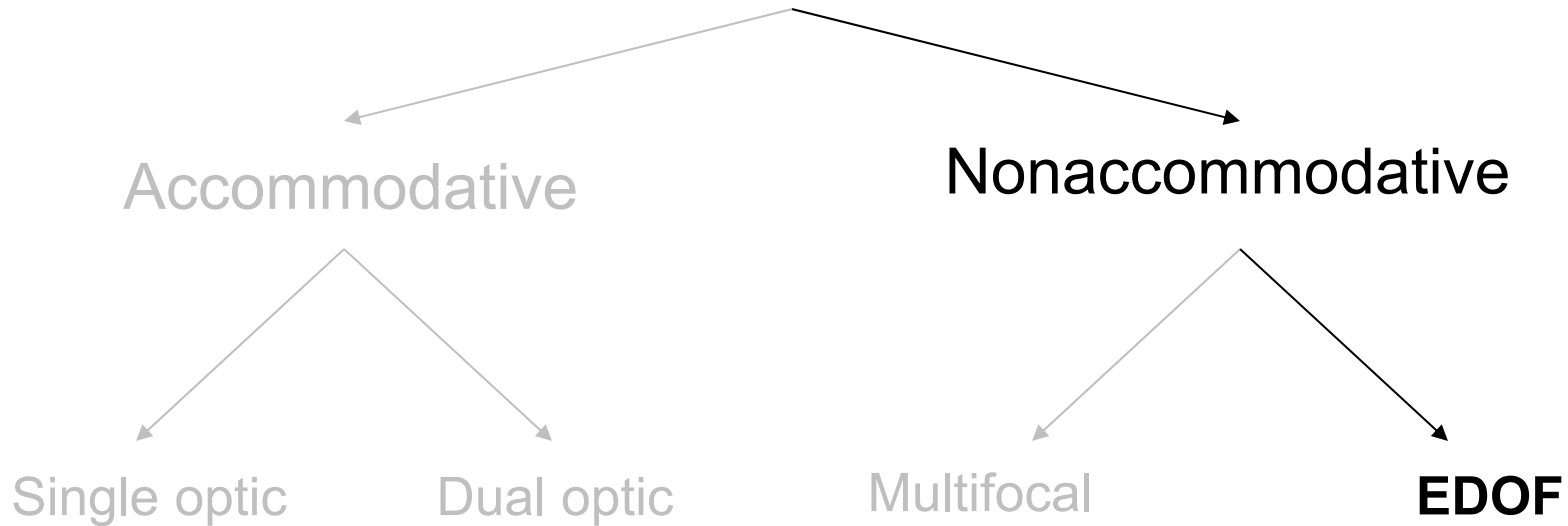 Accommodative
Nonaccommodative
Single optic
Dual optic
Multifocal
EDOF